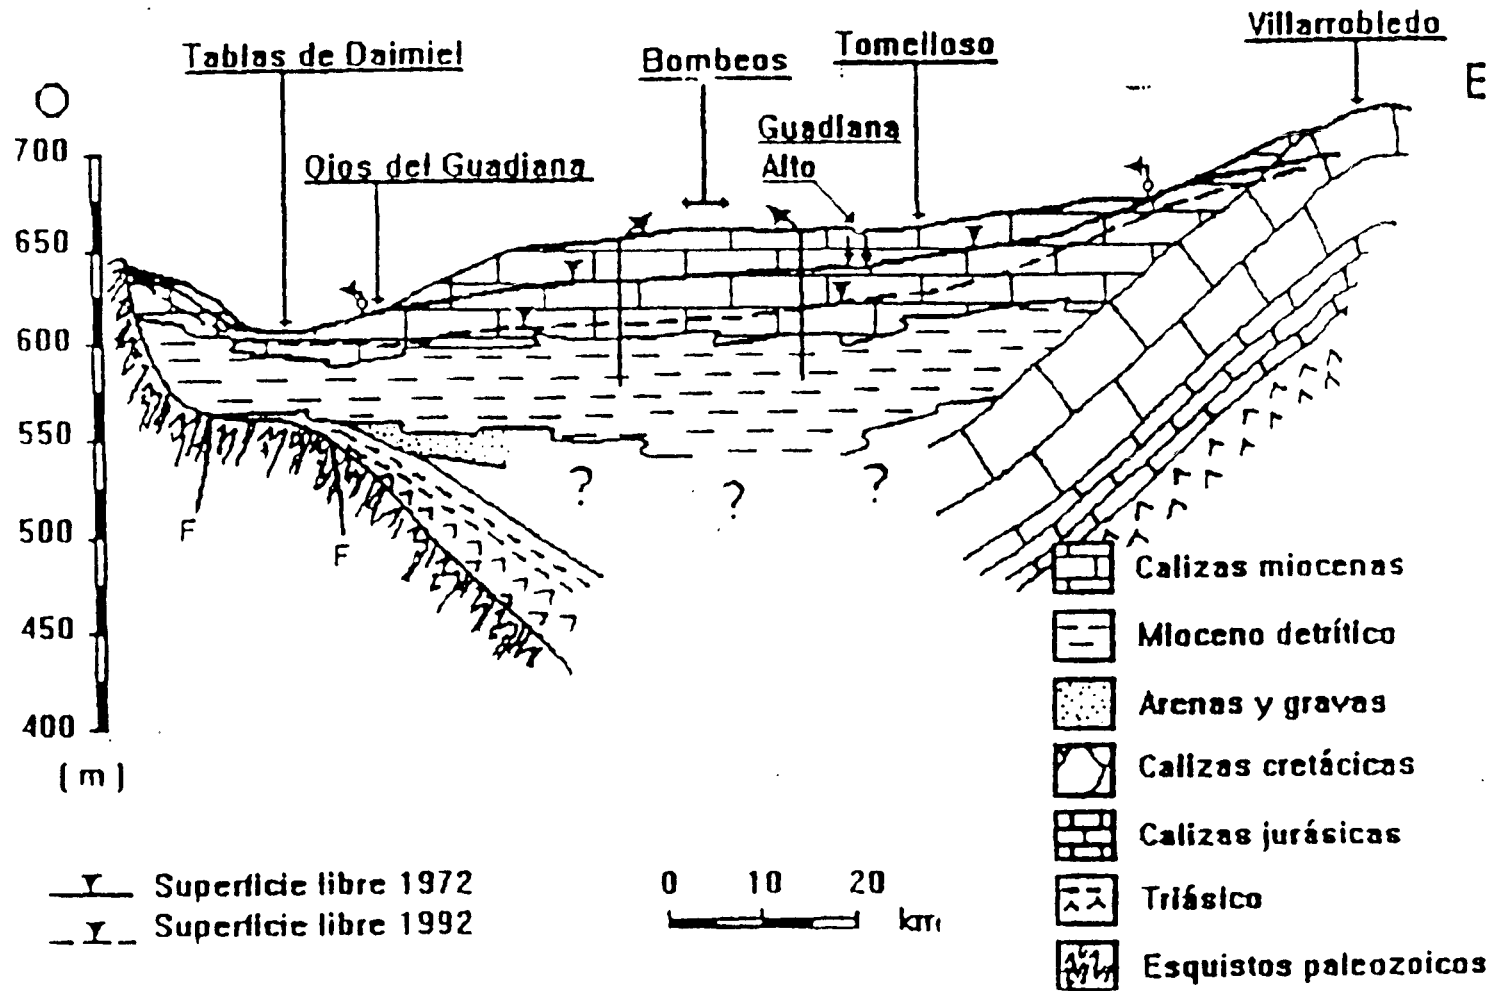 Villarrobledo
Tomelloso
Tablas de Daimiel
Bombeos
O
E
Guadiana
Alto
Ojos del Guadiana
700
650
600
550
500
450
400
(m)
F
F
?
?
?
Calizas miocenas
Mioceno detrítico
Arenas y gravas
Calizas cretácicas
Calizas jurásicas
Triásico
Esquistos paleozoicos
Superficie libre 1972
Superficie libre 1992
0 10 20
km